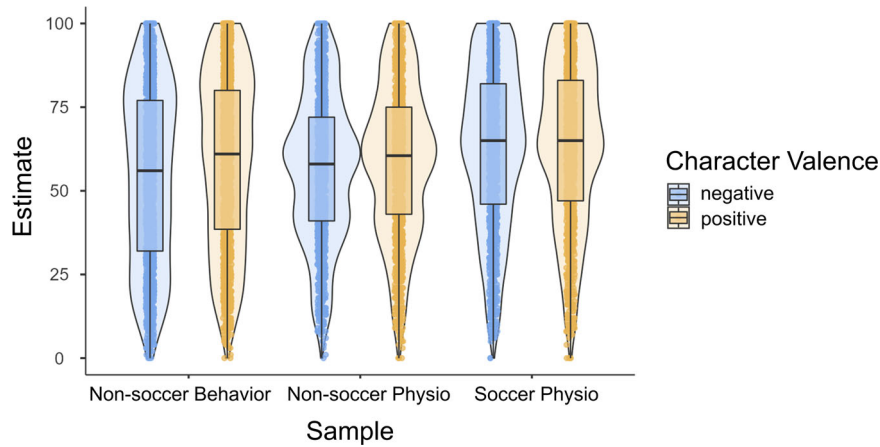 100
75
50
25
0
Estimate
Non-soccer Behavior
Non-soccer Physio
Soccer Physio
Sample
Character Valence
negative
positive